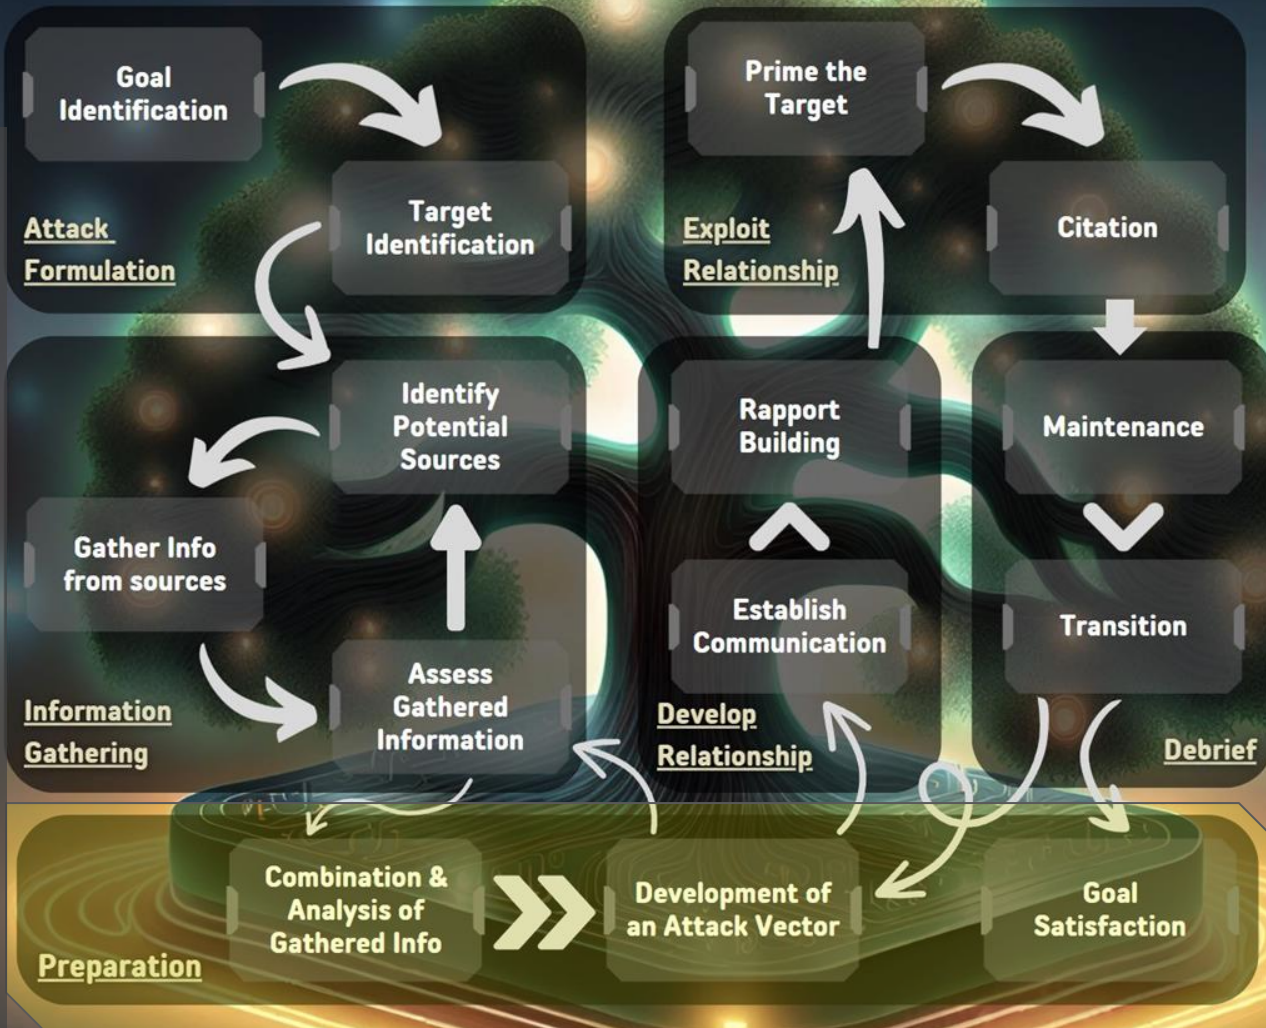 Goal
Identification
Target
Identification
Attack
Formulation
Identify
Potential
Sources
Gather Info
from sources
Assess
Gathered
Information
Information
Gathering
Prime the
Target
Citation
Exploit
Relationship
Rapport
Building
Establish
Communication
Develop
Relationship
Maintenance
Transition
Debrief
Combination &
Analysis of
Gathered Info
Development of
an Attack Vector
Goal
Satisfaction
Preparation